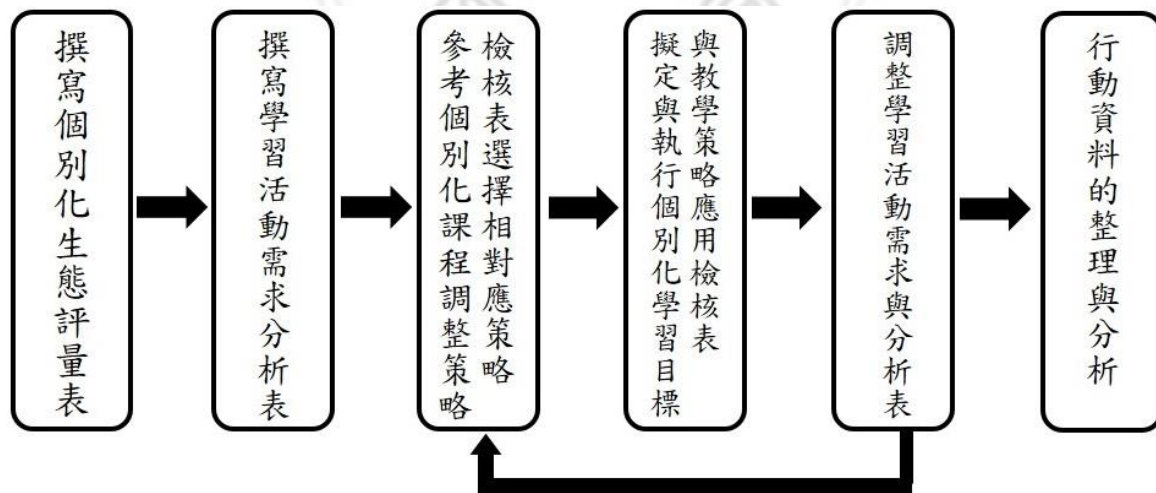 撰寫個別化生態評量表
撰寫學習活動需求分析表
參考個別化課程調整策略
檢核表選擇相對應策略
擬定與執行個別化學習目標
與教學策略應用檢核表
調整學習活動需求與分析表
行動資料的整理與分析